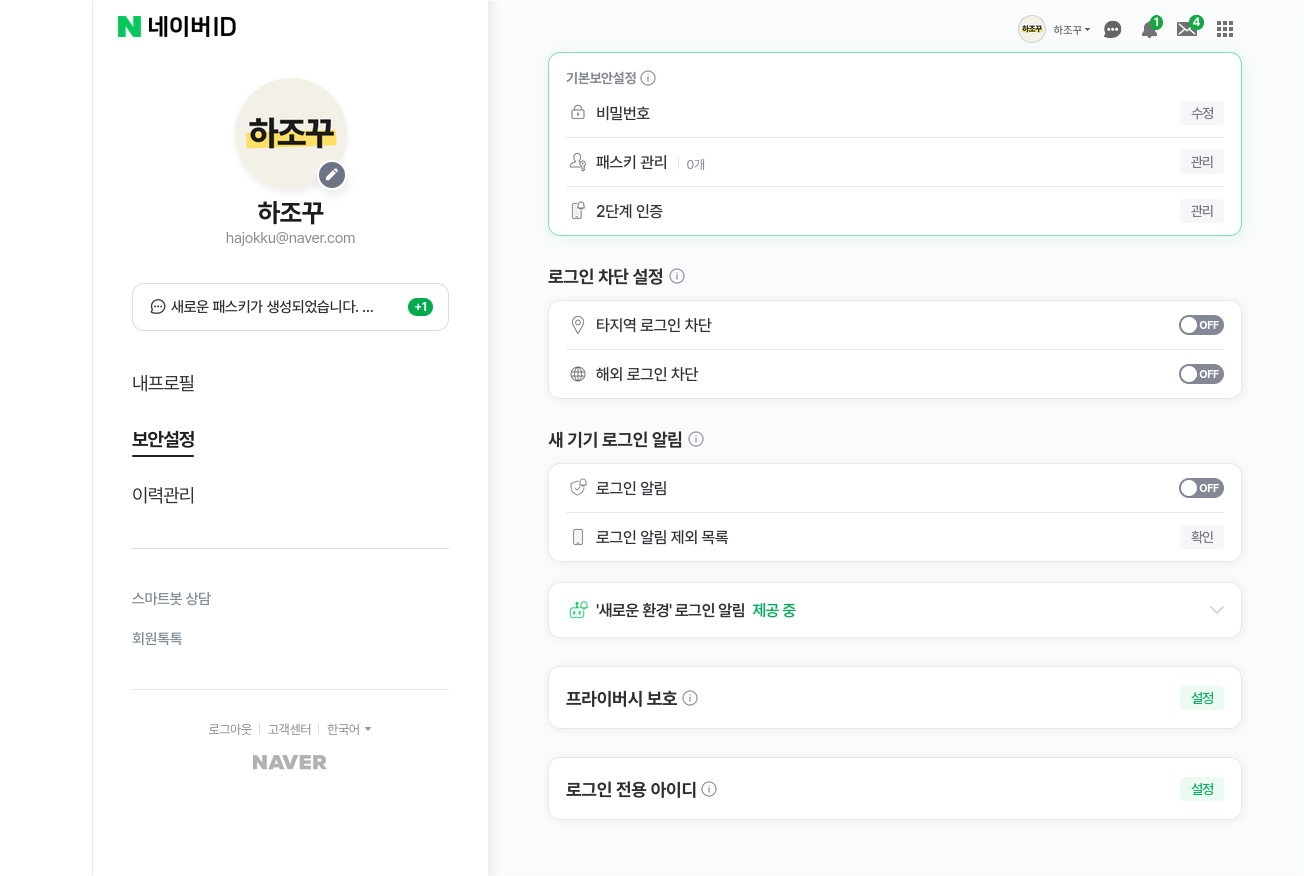 네이버ID
하조꾸
하조꾸
hajokku@naver.com
새로운 패스키가 생성되었습니다. ...
+1
내프로필
보안설정
이력관리
스마트봇 상담
회원톡톡
로그아웃 고객센터 한국어
NAVER
하조꾸 하조꾸 1 4
기본보안설정
비밀번호 수정
패스키 관리 0개 관리
2단계 인증 관리
로그인 차단 설정
타지역 로그인 차단 OFF
해외 로그인 차단 OFF
새 기기 로그인 알림
로그인 알림 OFF
로그인 알림 제외 목록 확인
'새로운 환경' 로그인 알림 제공 중
프라이버시 보호 설정
로그인 전용 아이디 설정